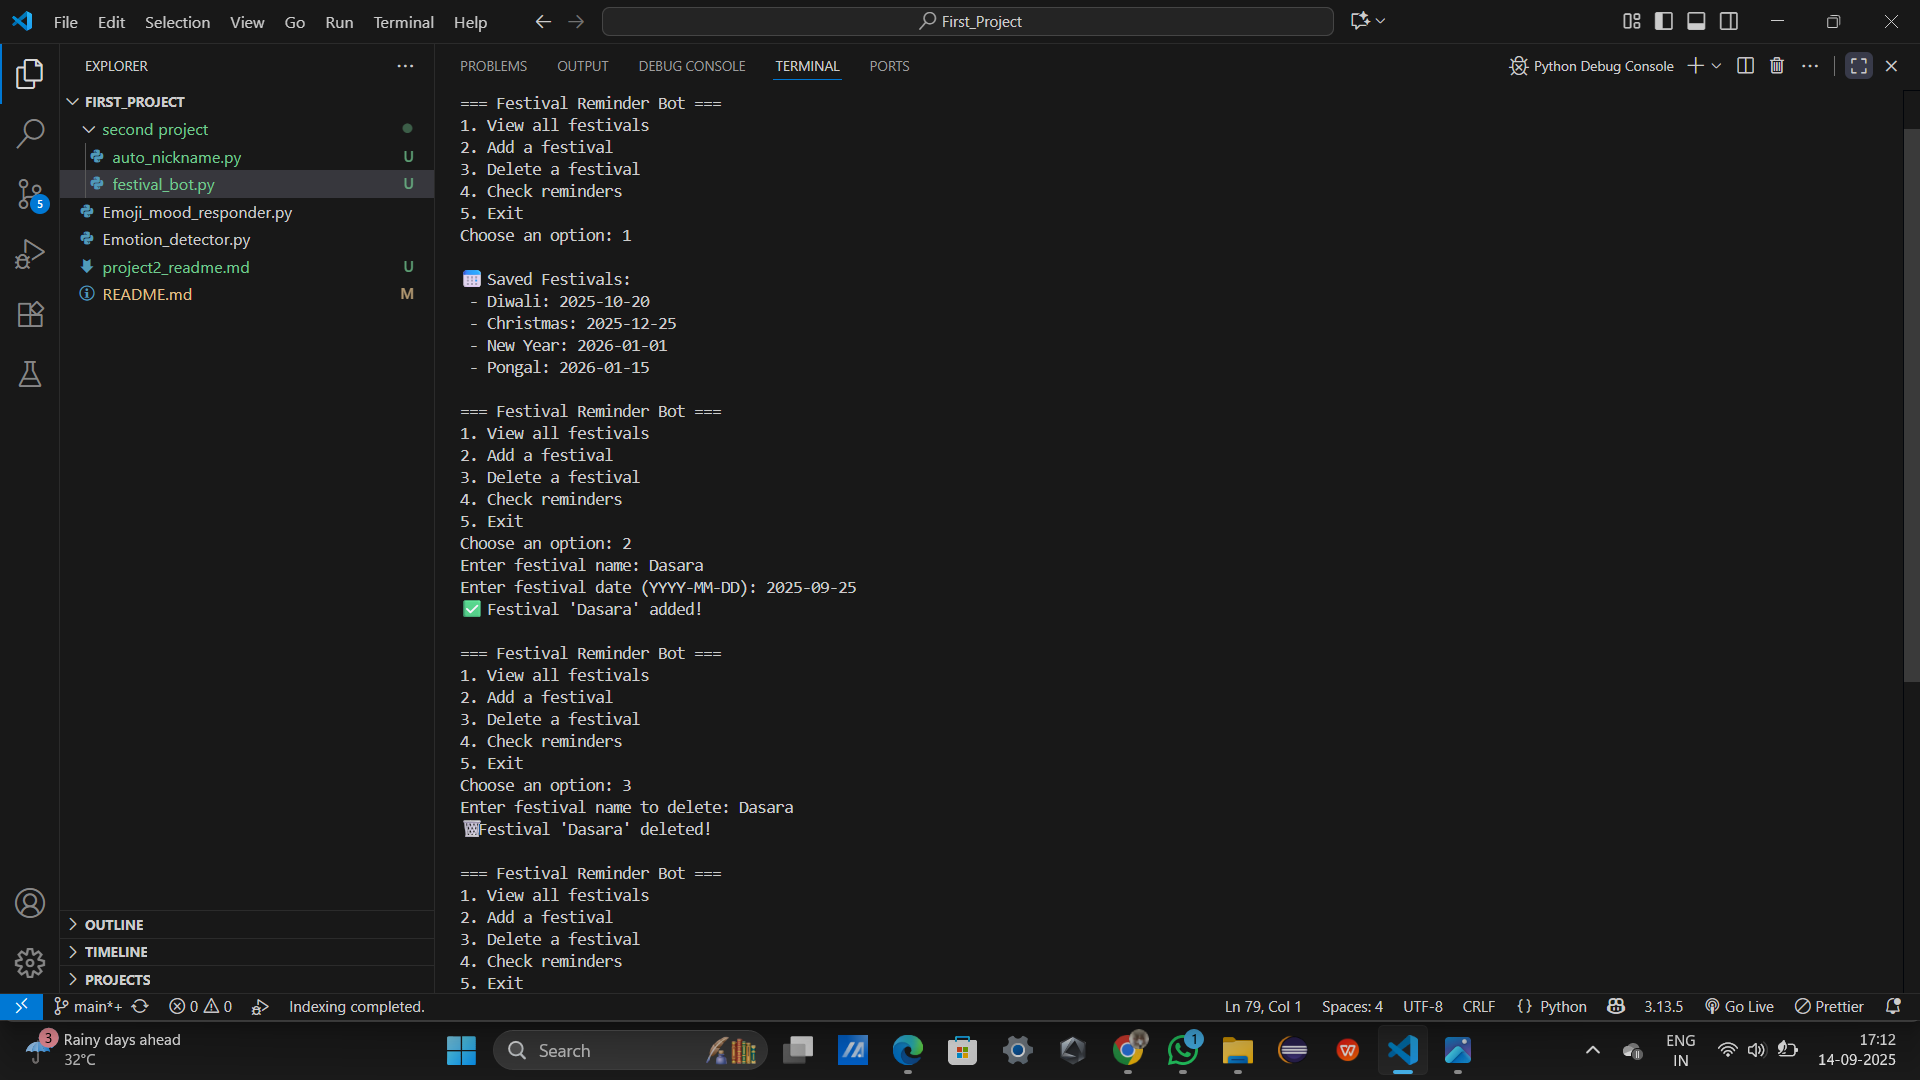 File Edit Selection View Go Run Terminal Help
First_Project
EXPLORER
FIRST_PROJECT
second project
auto_nickname.py U
festival_bot.py U
Emoji_mood_responder.py
Emotion_detector.py
project2_readme.md U
README.md M
5
OUTLINE
TIMELINE
PROJECTS
PROBLEMS OUTPUT DEBUG CONSOLE TERMINAL PORTS
Python Debug Console
=== Festival Reminder Bot ===
1. View all festivals
2. Add a festival
3. Delete a festival
4. Check reminders
5. Exit
Choose an option: 1
📅 Saved Festivals:
- Diwali: 2025-10-20
- Christmas: 2025-12-25
- New Year: 2026-01-01
- Pongal: 2026-01-15
=== Festival Reminder Bot ===
1. View all festivals
2. Add a festival
3. Delete a festival
4. Check reminders
5. Exit
Choose an option: 2
Enter festival name: Dasara
Enter festival date (YYYY-MM-DD): 2025-09-25
✅ Festival 'Dasara' added!
=== Festival Reminder Bot ===
1. View all festivals
2. Add a festival
3. Delete a festival
4. Check reminders
5. Exit
Choose an option: 3
Enter festival name to delete: Dasara
🗑Festival 'Dasara' deleted!
=== Festival Reminder Bot ===
1. View all festivals
2. Add a festival
3. Delete a festival
4. Check reminders
5. Exit
main*+ 0 0 Indexing completed. Ln 79, Col 1 Spaces: 4 UTF-8 CRLF {} Python 3.13.5 Go Live Prettier
3 Rainy days ahead
32°C
Search
1
ENG
IN
17:12
14-09-2025